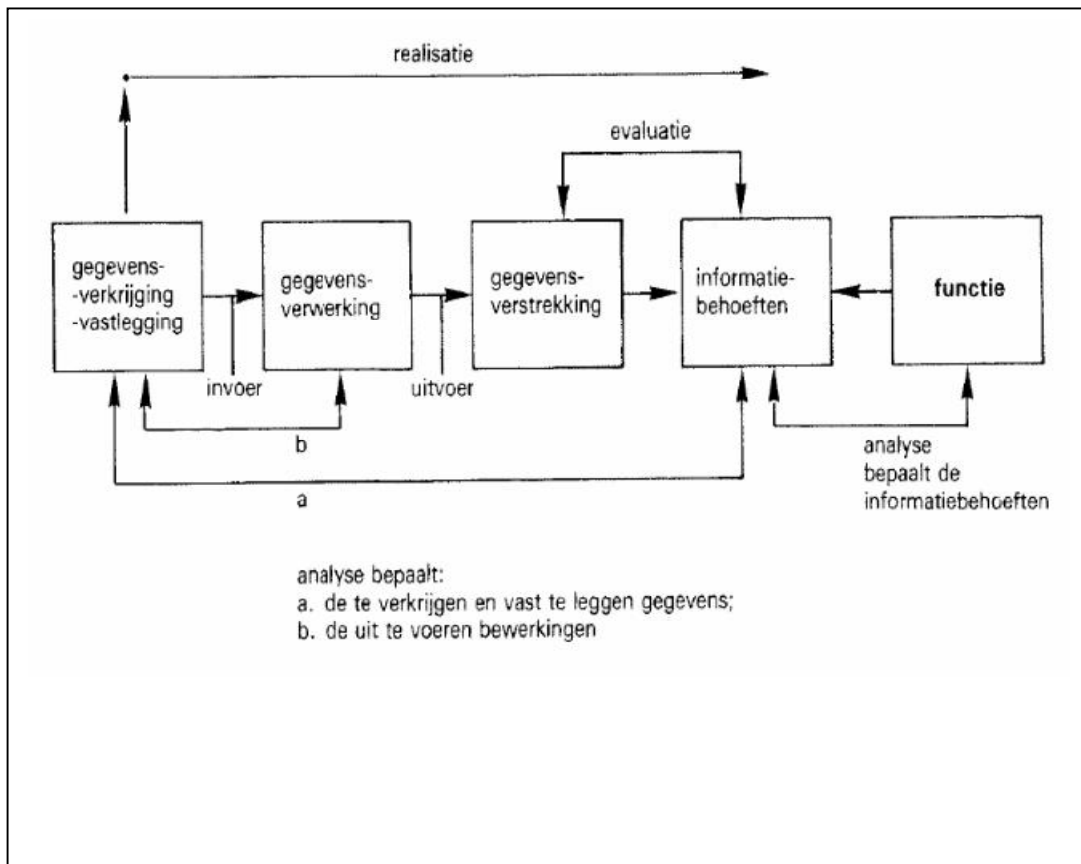 realisatie
evaluatie
gegevens-
-verkrijging
-vastlegging
gegevens-
verwerking
gegevens-
verstrekking
informatie-
behoeften
functie
invoer
uitvoer
b
a
analyse
bepaalt de
informatiebehoeften
analyse bepaalt:
a. de te verkrijgen en vast te leggen gegevens;
b. de uit te voeren bewerkingen